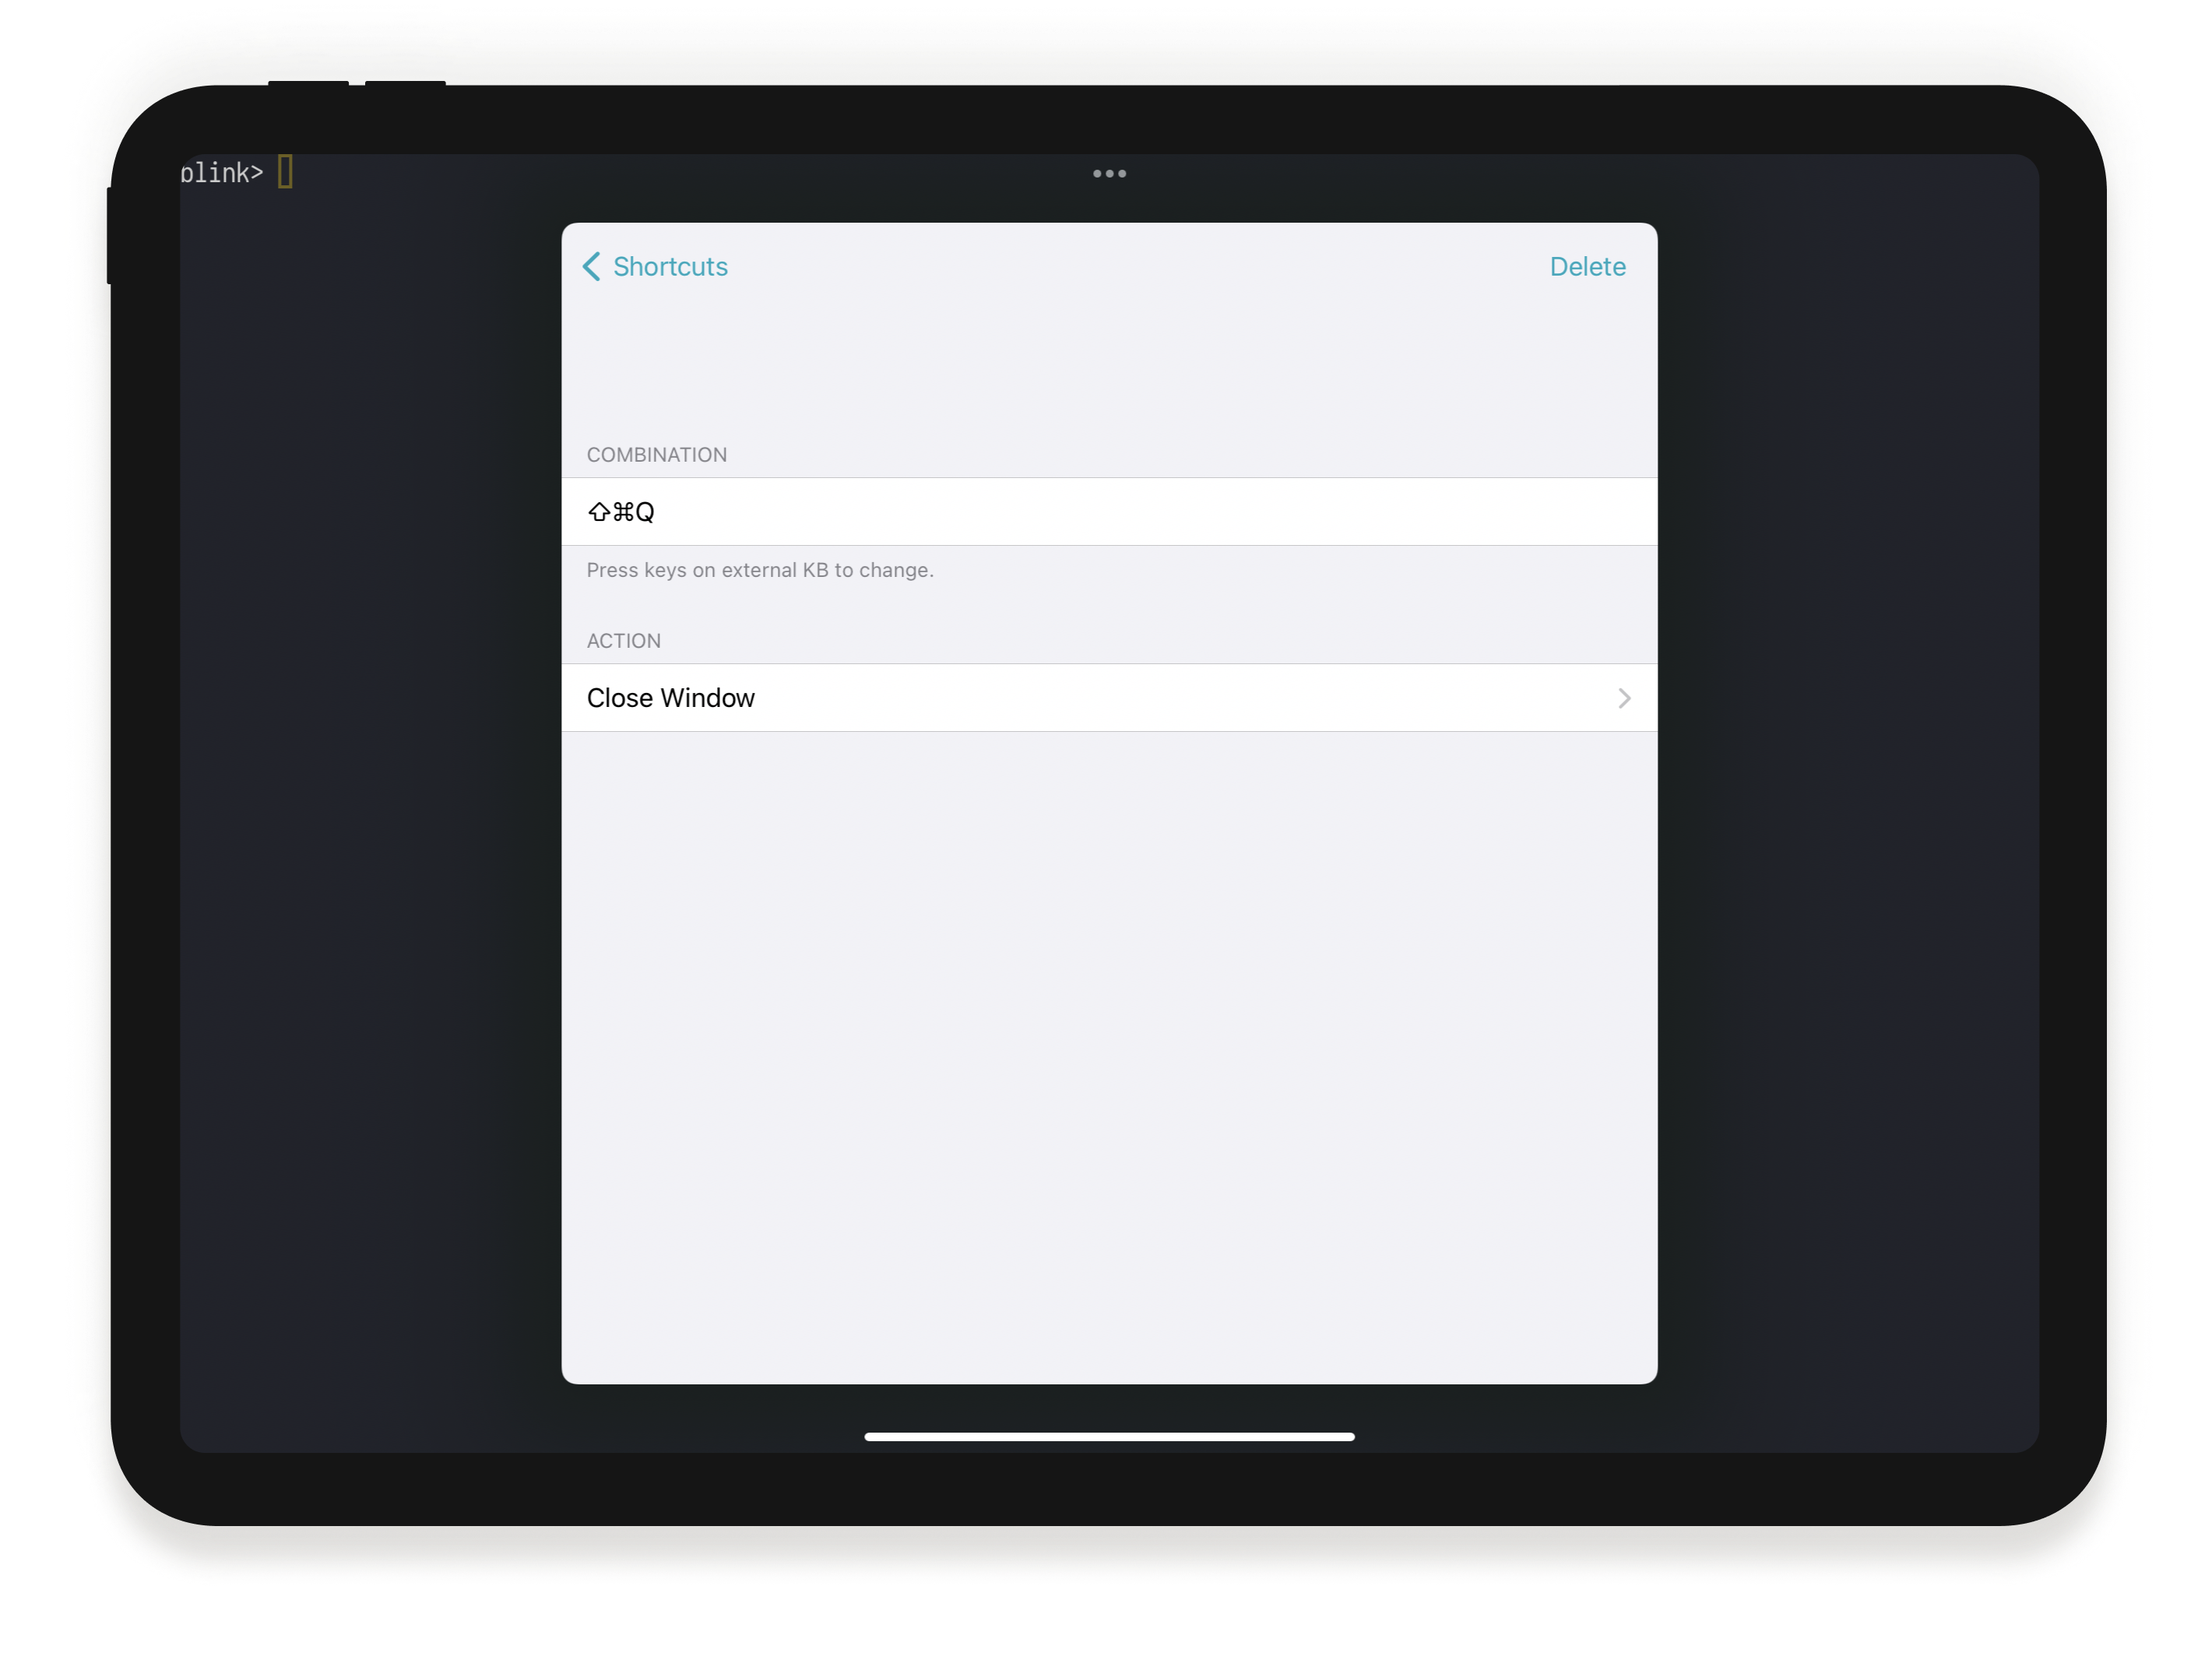 blink>
Shortcuts
Delete
COMBINATION
⇧⌘Q
Press keys on external KB to change.
ACTION
Close Window